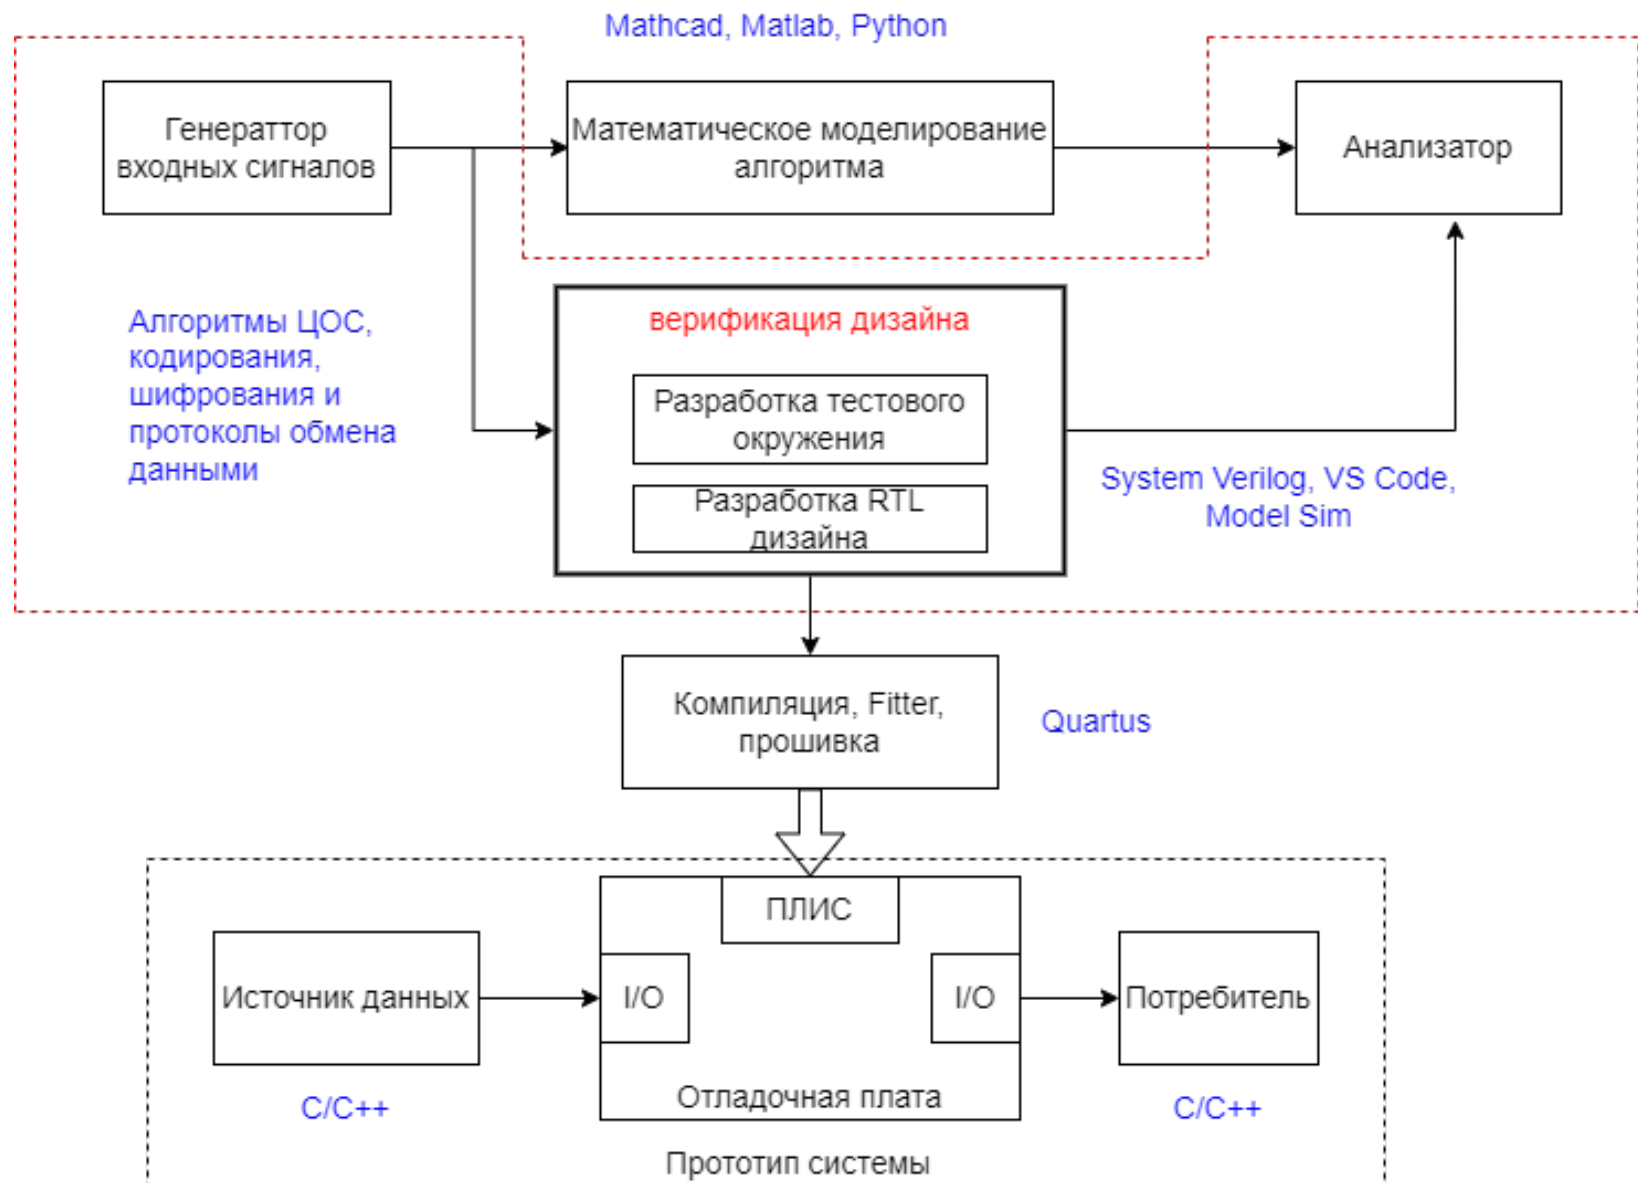 Mathcad, Matlab, Python
Генераттор
входных сигналов
Математическое моделирование
алгоритма
Анализатор
Алгоритмы ЦОС,
кодирования,
шифрования и
протоколы обмена
данными
верификация дизайна
Разработка тестового
окружения
Разработка RTL
дизайна
System Verilog, VS Code,
Model Sim
Компиляция, Fitter,
прошивка
Quartus
ПЛИС
Источник данных
I/O
I/O
Потребитель
Отладочная плата
C/C++
C/C++
Прототип системы